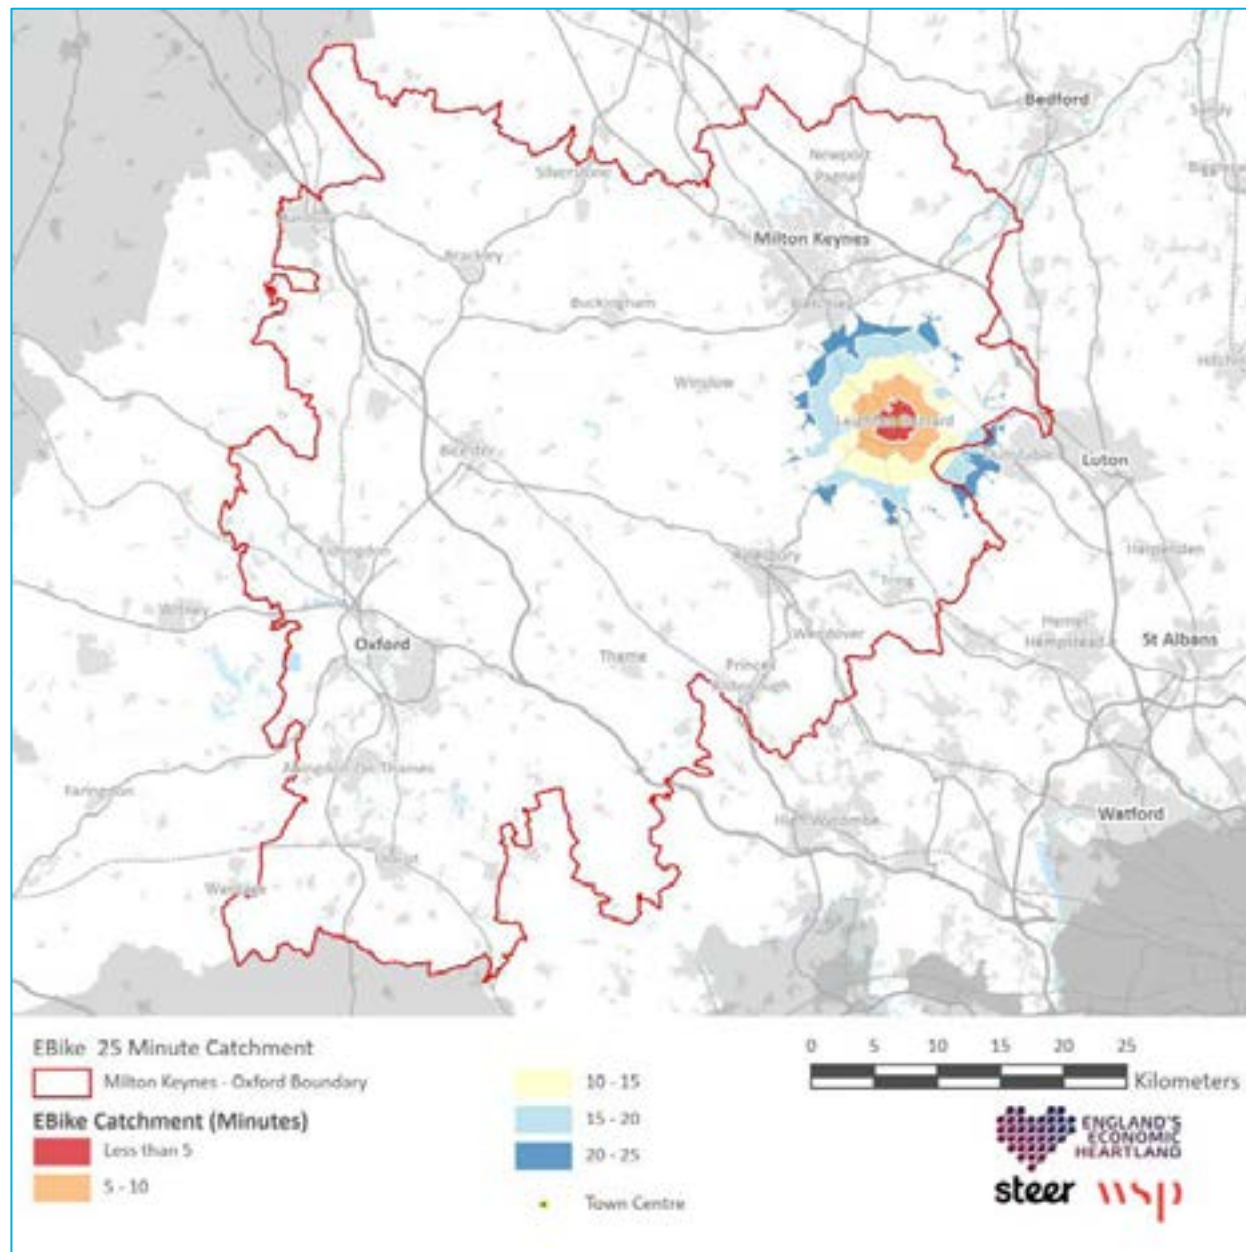 Bedford
Sandy
Newport
Pagnell
Silverstone
Milton Keynes
Brackley
Buckingham
Bletchley
Winslow
Leighton Buzzard
Bicester
Luton
Kidlington
Aylesbury
Harpenden
Tring
Witney
Hemel
Hempstead
St Albans
Oxford
Thame
Wendover
Princes
Risborough
Abingdon-on-Thames
Faringdon
Watford
High Wycombe
Didcot
Wantage
EBike 25 Minute Catchment
Milton Keynes - Oxford Boundary
EBike Catchment (Minutes)
Less than 5
5 - 10
10 - 15
15 - 20
20 - 25
Town Centre
0 5 10 15 20 25
Kilometers
ENGLAND'S
ECONOMIC
HEARTLAND
steer wsp